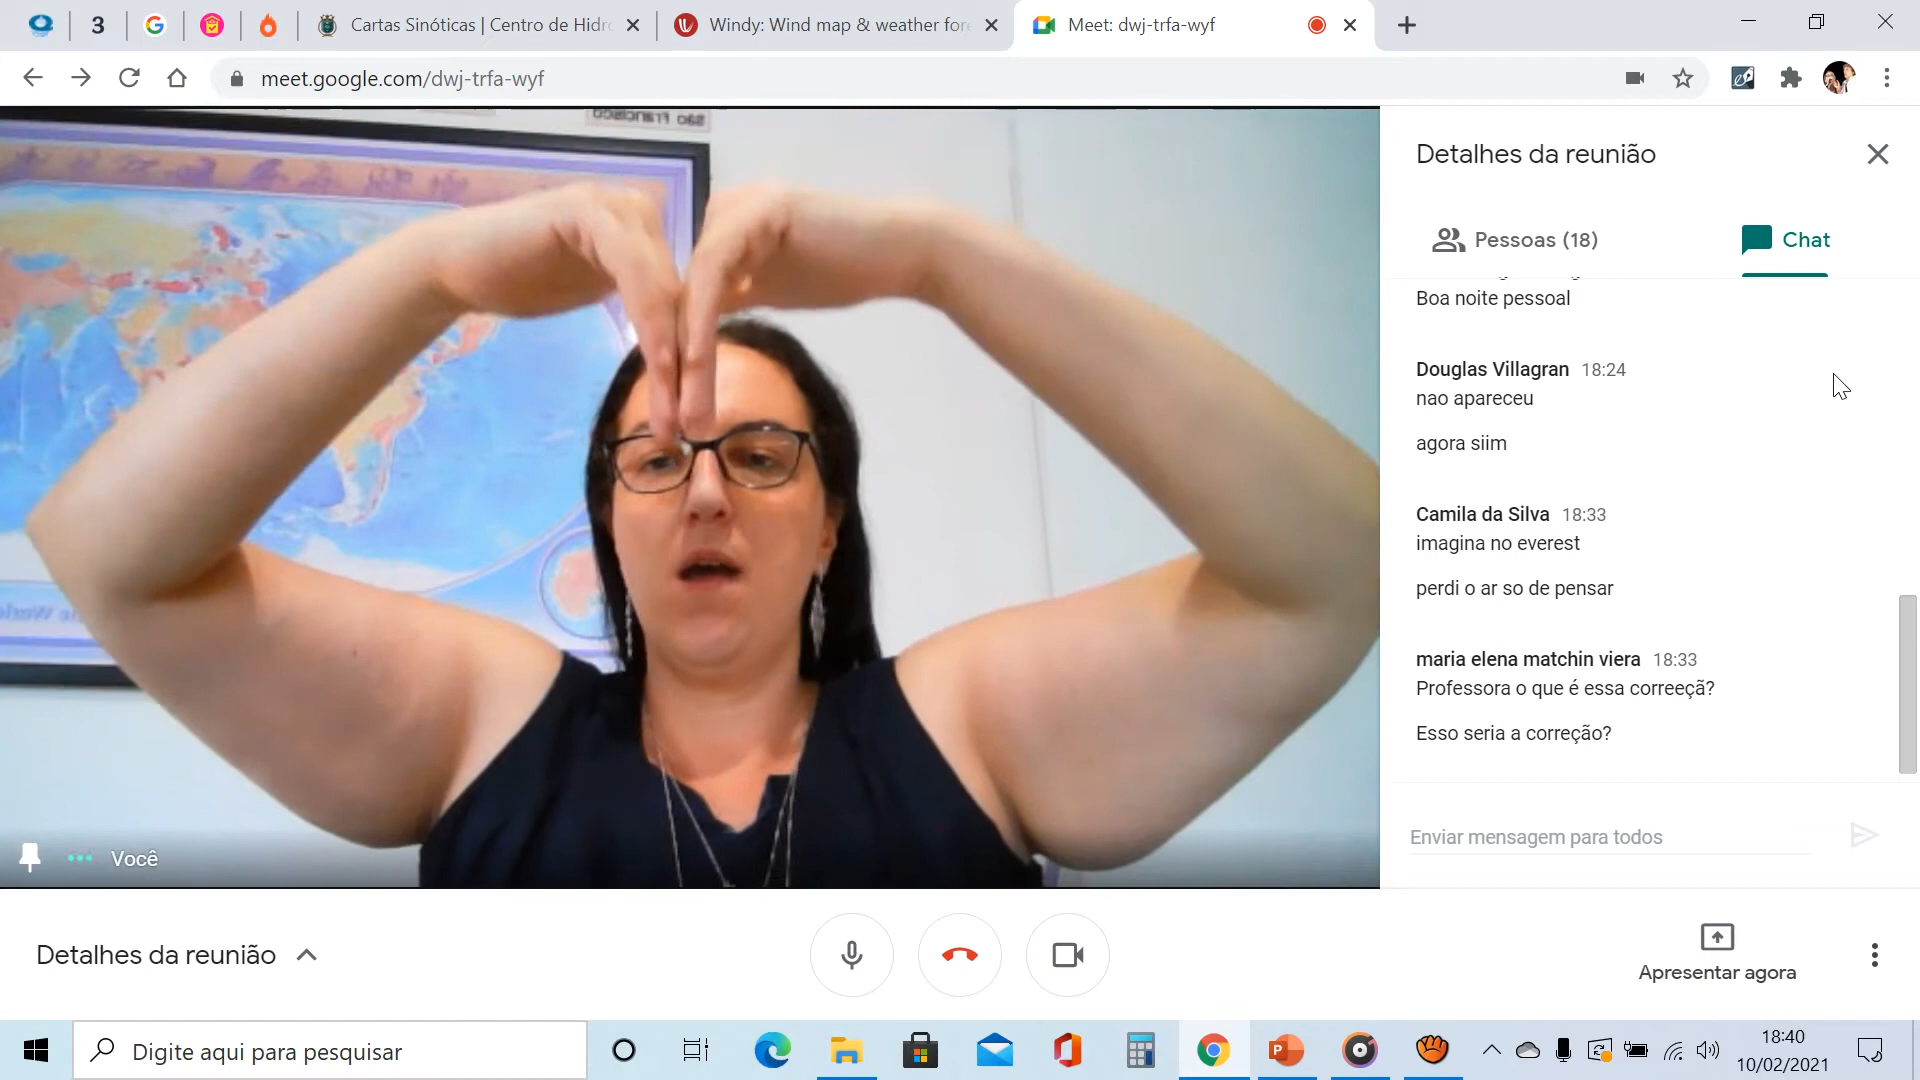 3
Cartas Sinóticas | Centro de Hidro
Windy: Wind map & weather fore
Meet: dwj-trfa-wyf
meet.google.com/dwj-trfa-wyf
São Francisco
Detalhes da reunião
Pessoas (18)
Chat
Boa noite pessoal
Douglas Villagran 18:24
nao apareceu
agora siim
Camila da Silva 18:33
imagina no everest
perdi o ar so de pensar
maria elena matchin viera 18:33
Professora o que é essa correeçã?
Esso seria a correção?
Enviar mensagem para todos
Você
Detalhes da reunião
Apresentar agora
Digite aqui para pesquisar
18:40
10/02/2021